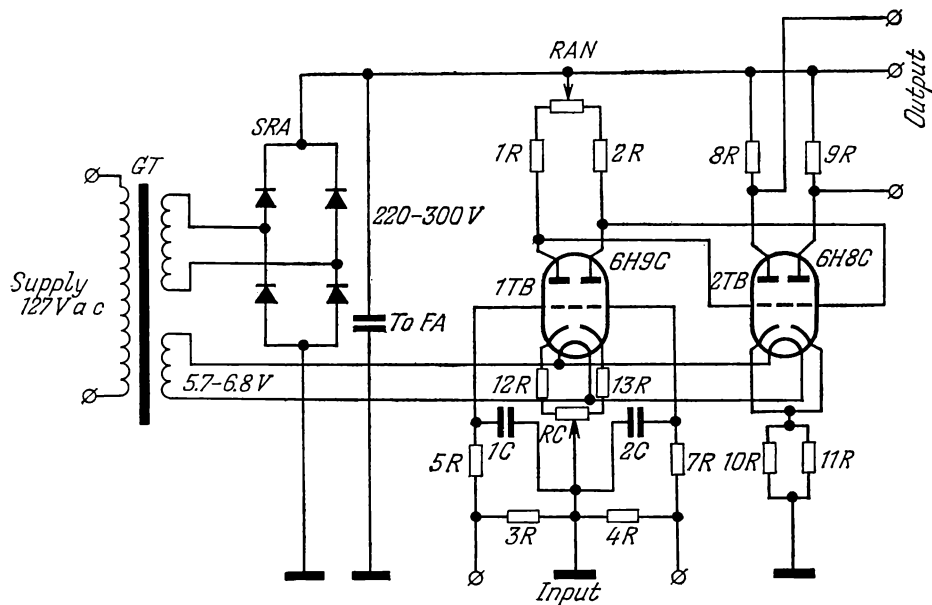 RAN
Output
SRA
GT
1R
2R
8R
9R
220-300V
6H9C
6H8C
1TB
2TB
Supply
127V a c
To FA
5.7-6.8V
12R
13R
RC
1C
2C
5R
7R
10R
11R
3R
4R
Input